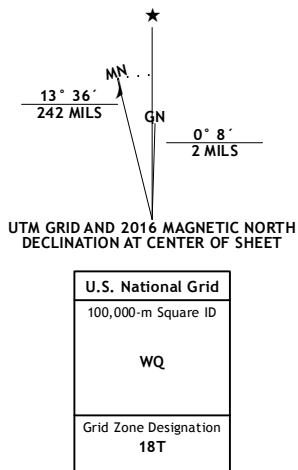 ★
MN
GN
13° 36´
242 MILS
0° 8´
2 MILS
UTM GRID AND 2016 MAGNETIC NORTH
DECLINATION AT CENTER OF SHEET
U.S. National Grid
100,000-m Square ID
WQ
Grid Zone Designation
18T